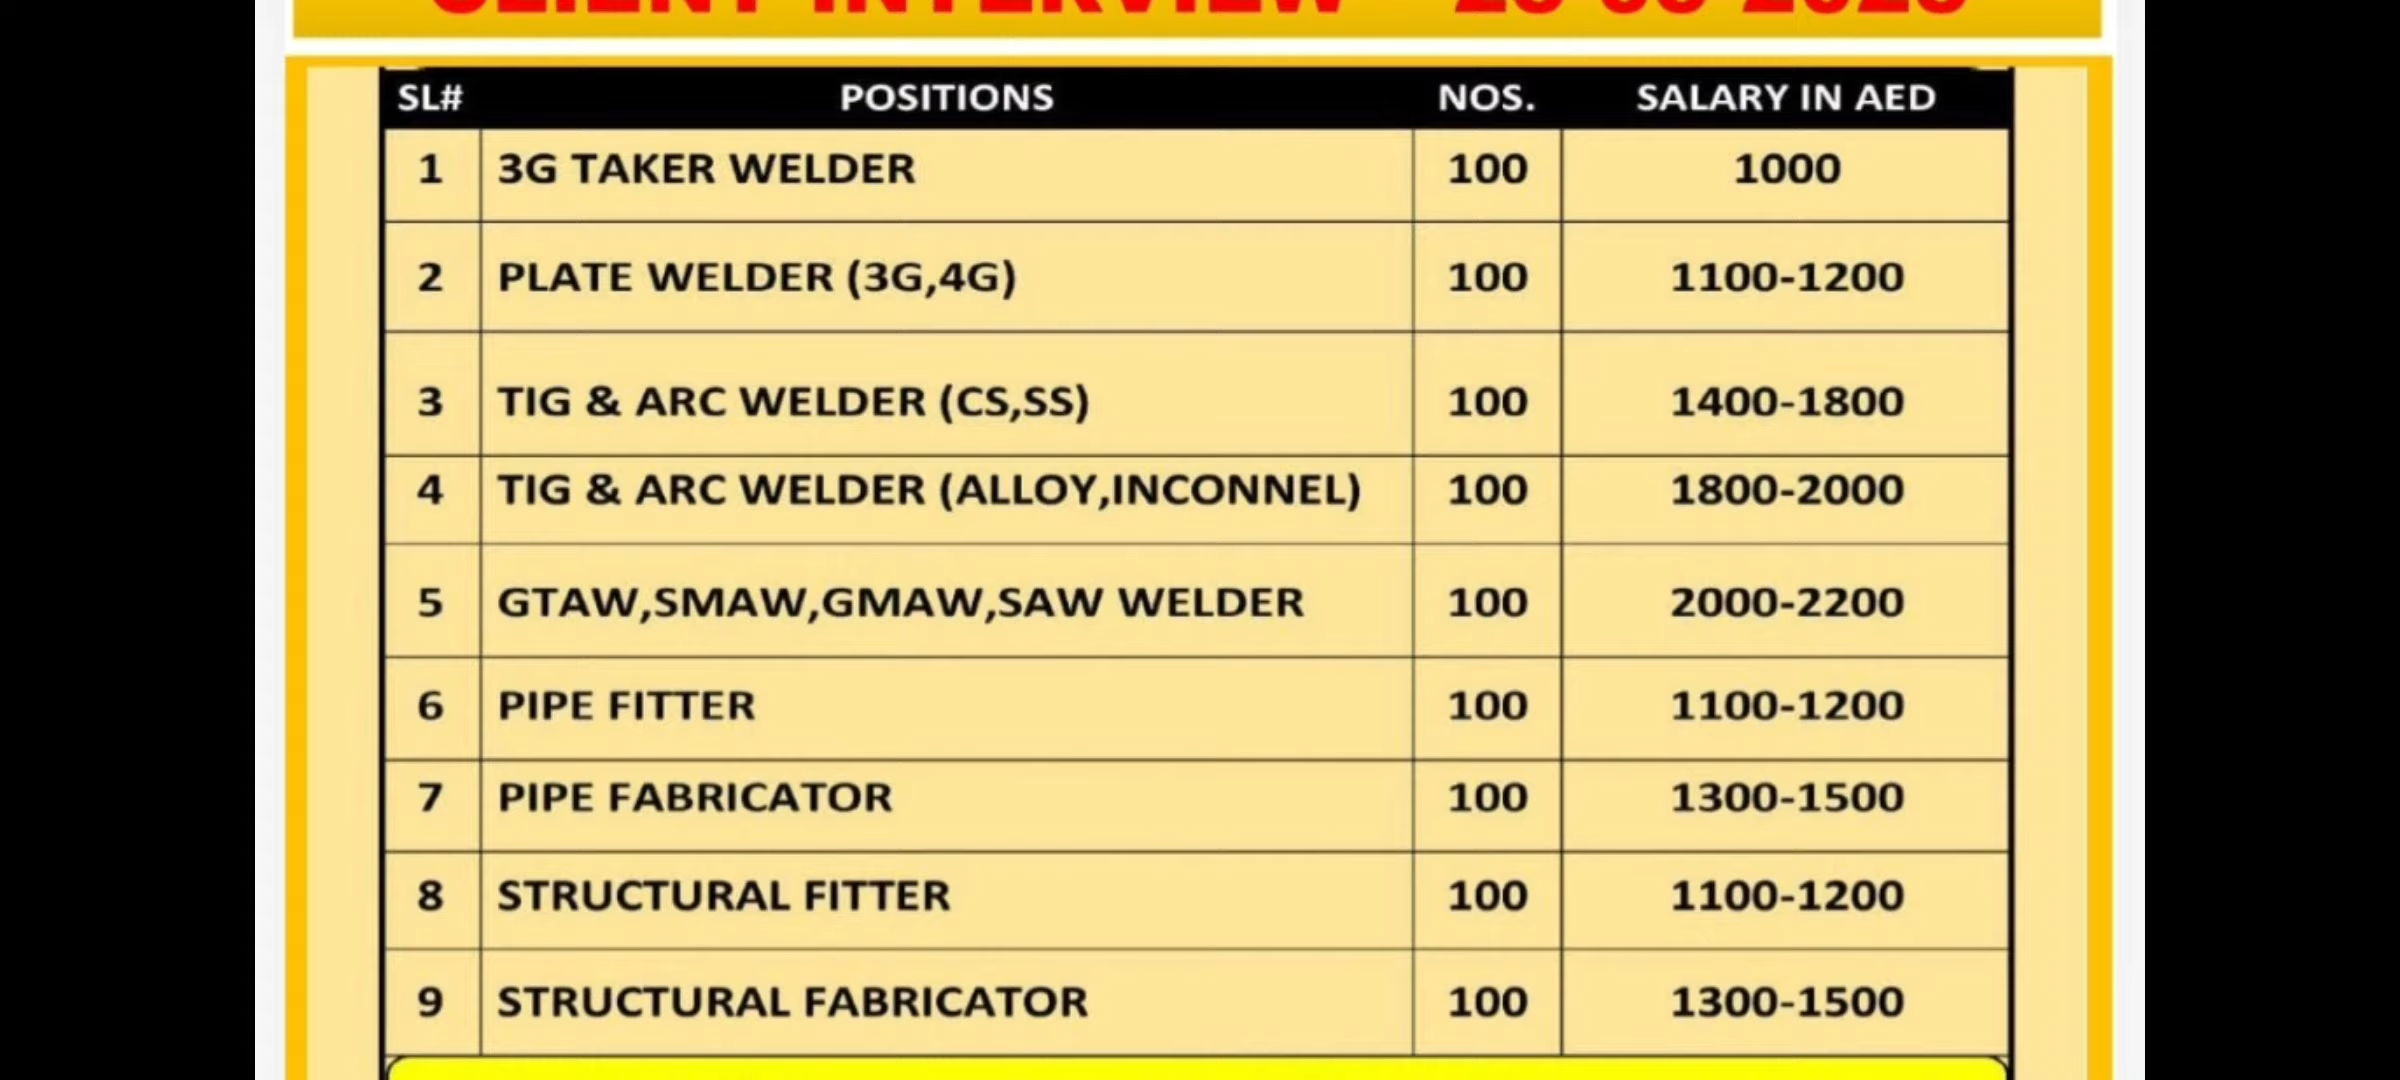 CLIENT INTERVIEW
SL# POSITIONS NOS. SALARY IN AED
1 3G TAKER WELDER 100 1000
2 PLATE WELDER (3G,4G) 100 1100-1200
3 TIG & ARC WELDER (CS,SS) 100 1400-1800
4 TIG & ARC WELDER (ALLOY,INCONNEL) 100 1800-2000
5 GTAW,SMAW,GMAW,SAW WELDER 100 2000-2200
6 PIPE FITTER 100 1100-1200
7 PIPE FABRICATOR 100 1300-1500
8 STRUCTURAL FITTER 100 1100-1200
9 STRUCTURAL FABRICATOR 100 1300-1500